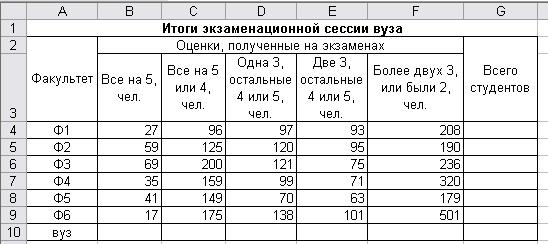 A B C D E F G
1 Итоги экзаменационной сессии вуза
2 Факультет Оценки, полученные на экзаменах Всего студентов
3 Все на 5, чел. Все на 5 или 4, чел. Одна 3, остальные 4 или 5, чел. Две 3, остальные 4 или 5, чел. Более двух 3, или были 2, чел.
4 Ф1 27 96 97 93 208
5 Ф2 59 125 120 95 190
6 Ф3 69 200 121 75 236
7 Ф4 35 159 99 71 320
8 Ф5 41 149 70 63 179
9 Ф6 17 175 138 101 501
10 вуз